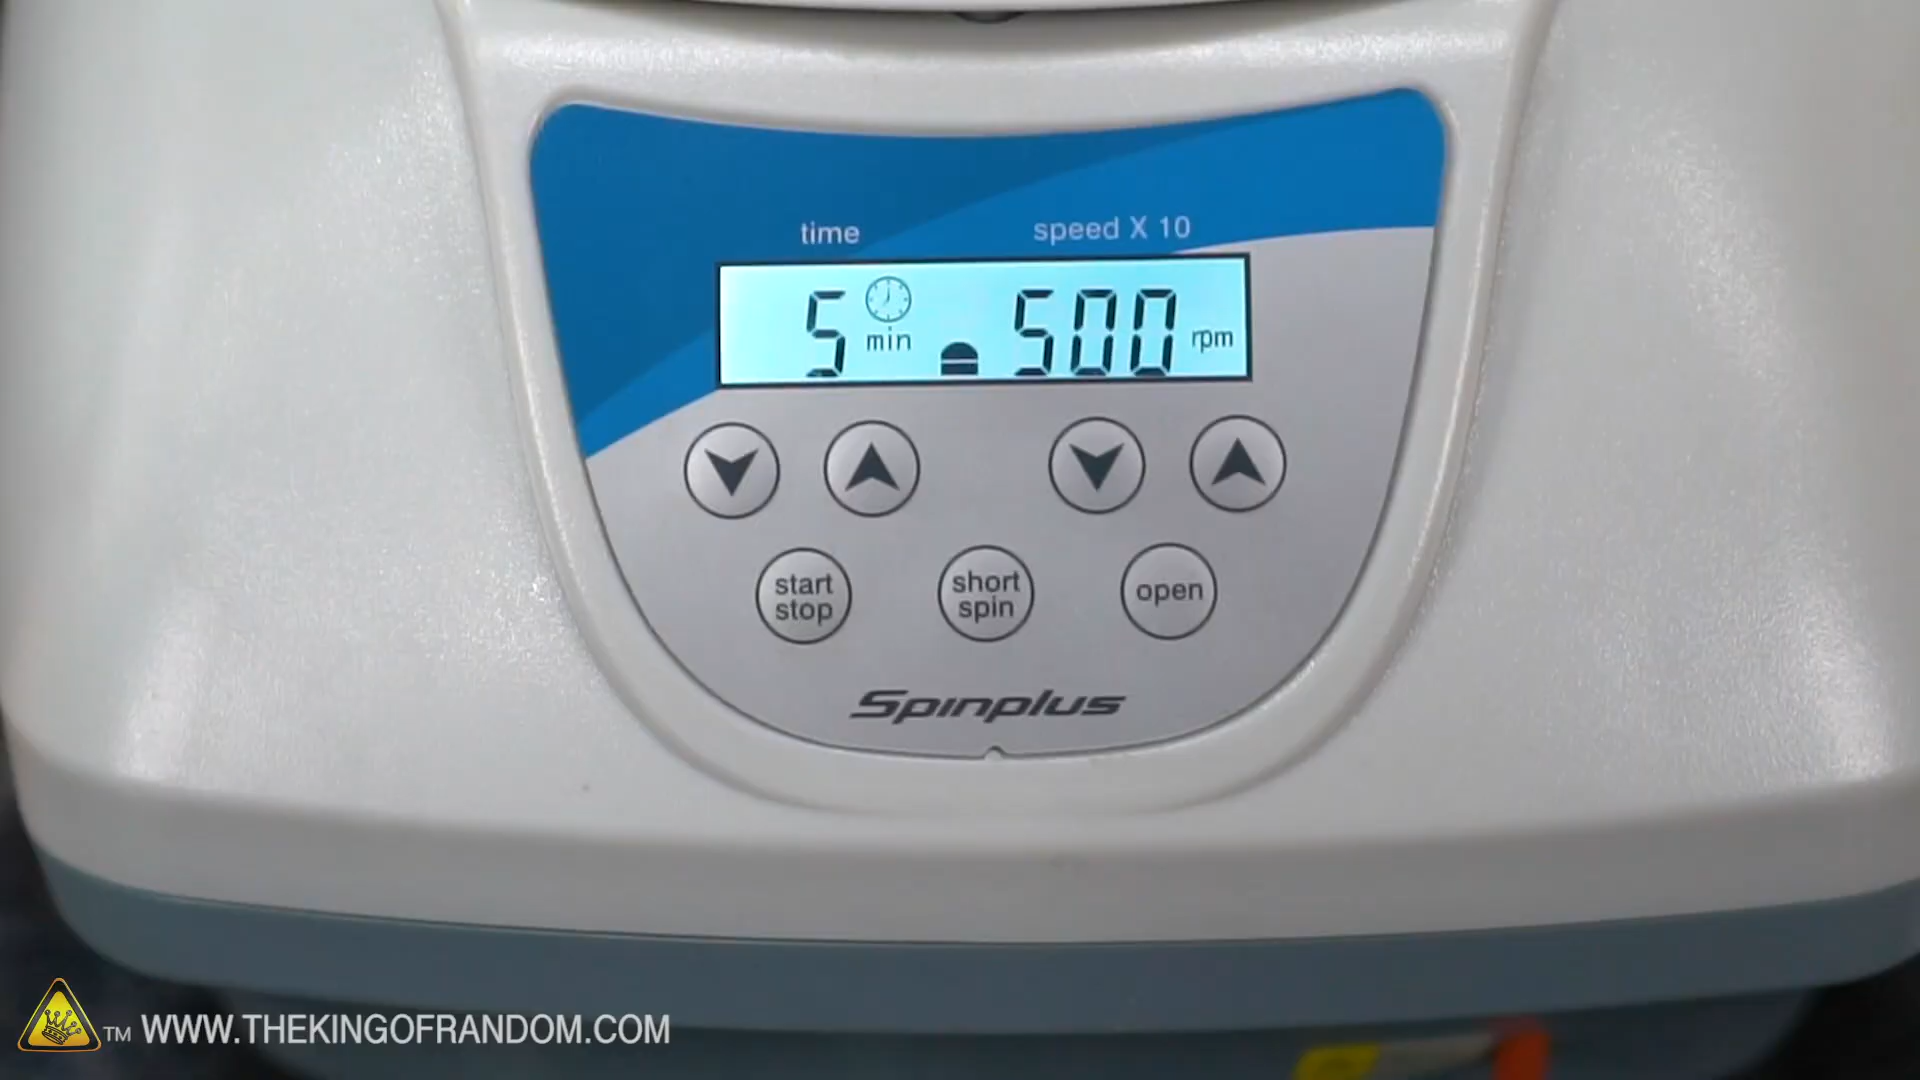 time speed X 10
5 min 500 rpm
start stop
short spin
open
Spinplus
TM WWW.THEKINGOFRANDOM.COM